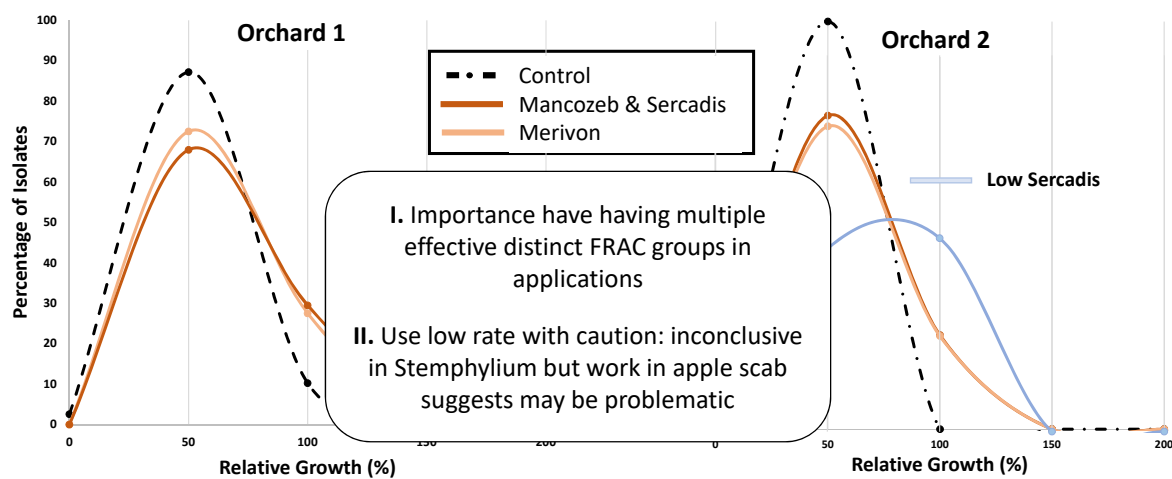 Orchard 1
Orchard 2
Control
Mancozeb & Sercadis
Merivon
Low Sercadis
Percentage of Isolates
100
90
80
70
60
50
40
30
20
10
0
I. Importance have having multiple
effective distinct FRAC groups in
applications
II. Use low rate with caution: inconclusive
in Stemphylium but work in apple scab
suggests may be problematic
0 50 100 150 200
Relative Growth (%)
0 50 100 150 200
Relative Growth (%)